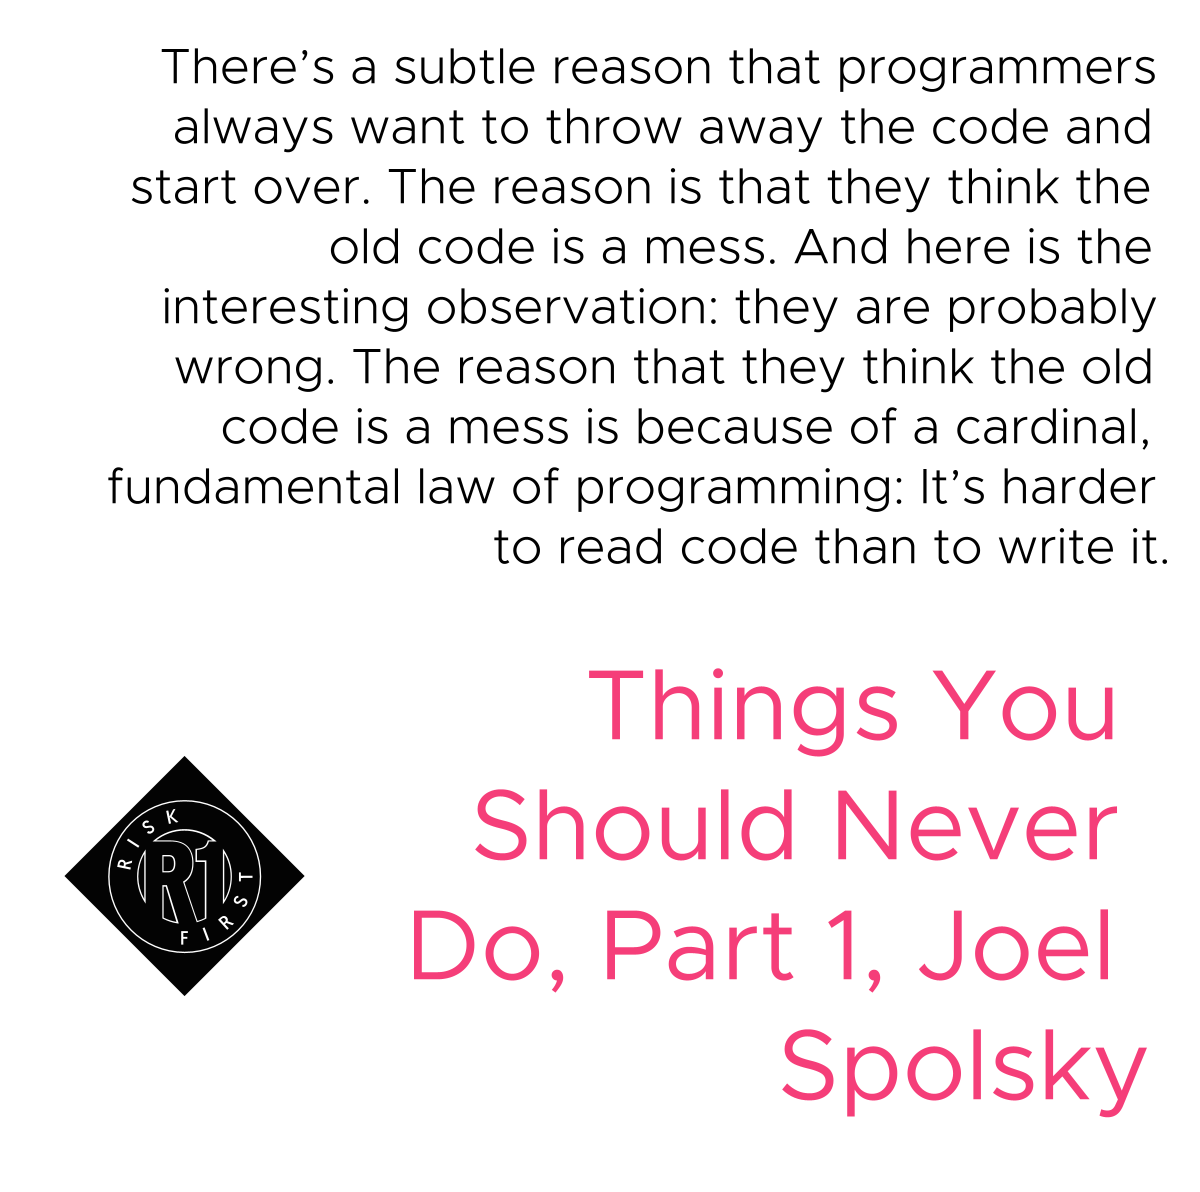 There’s a subtle reason that programmers
always want to throw away the code and
start over. The reason is that they think the
old code is a mess. And here is the
interesting observation: they are probably
wrong. The reason that they think the old
code is a mess is because of a cardinal,
fundamental law of programming: It’s harder
to read code than to write it.
Things You
Should Never
Do, Part 1, Joel
Spolsky
RISK
R1
FIRST